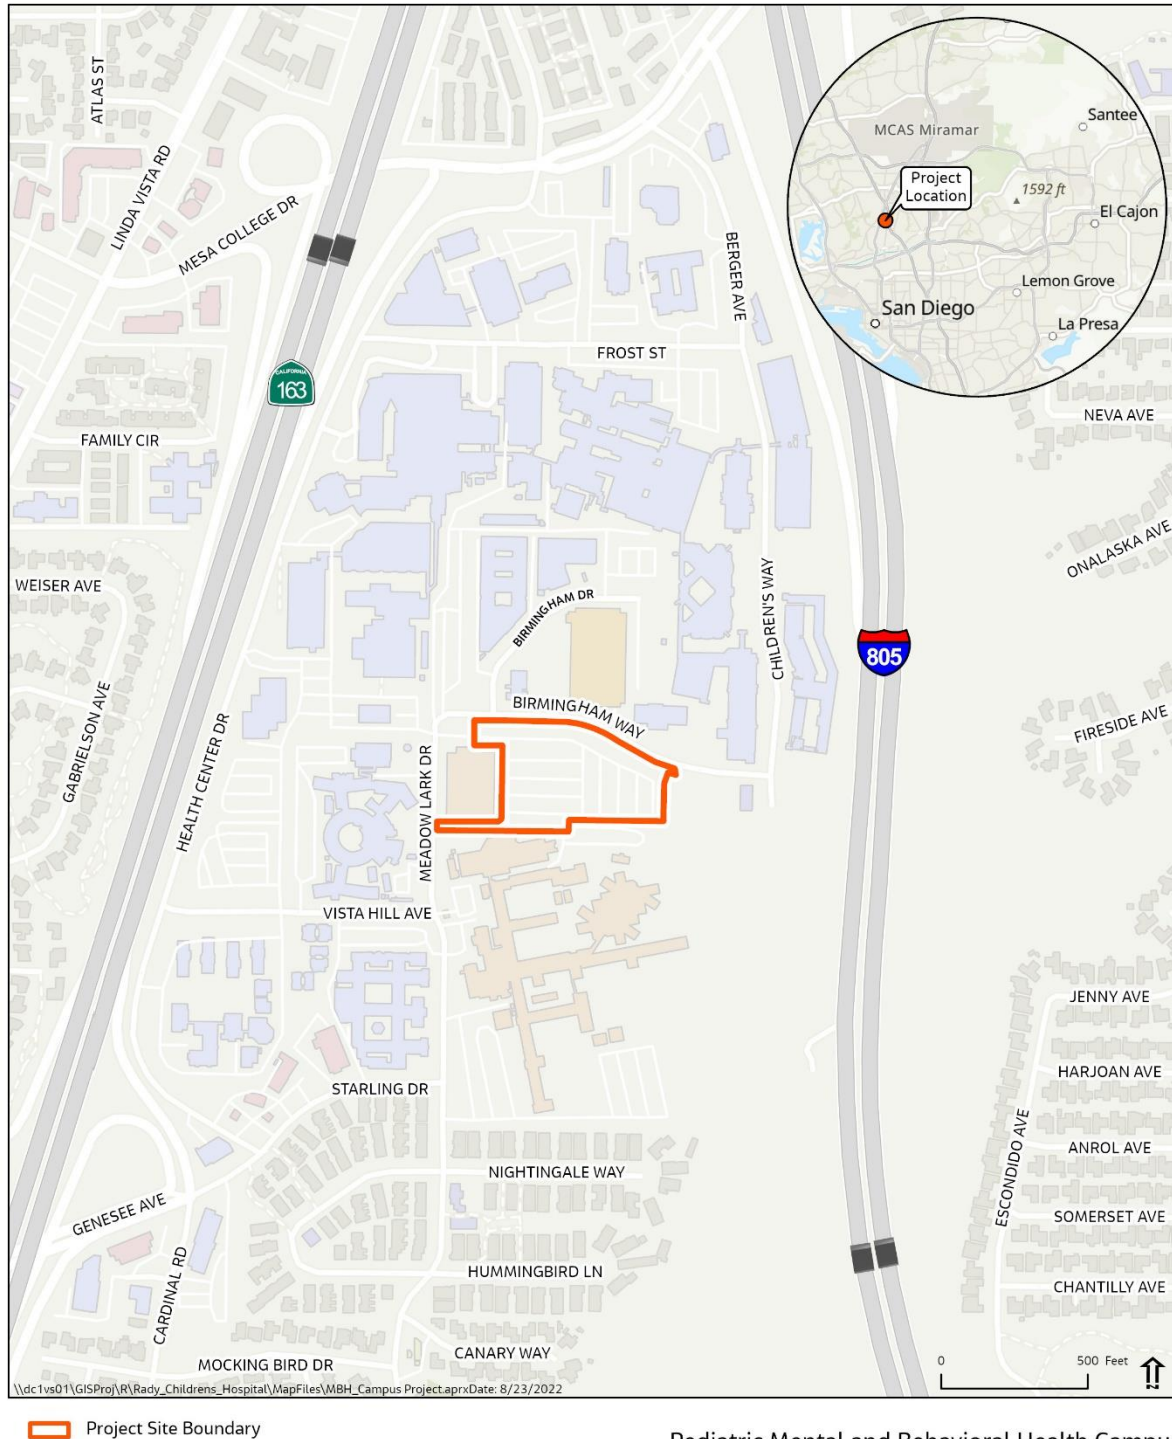 ATLAS ST
LINDA VISTA RD
MESA COLLEGE DR
CALIFORNIA
163
MCAS Miramar
Santee
Project
Location
1592 ft
El Cajon
Lemon Grove
San Diego
La Presa
BERGER AVE
FROST ST
NEVA AVE
FAMILY CIR
ONALASKA AVE
WEISER AVE
BIRMINGHAM DR
CHILDREN'S WAY
805
GABRIELSON AVE
HEALTH CENTER DR
BIRMINGHAM WAY
FIRESIDE AVE
MEADOW LARK DR
VISTA HILL AVE
JENNY AVE
STARLING DR
HARJOAN AVE
ESCONDIDO AVE
ANROL AVE
NIGHTINGALE WAY
GENESEE AVE
SOMERSET AVE
CARDINAL RD
HUMMINGBIRD LN
CHANTILLY AVE
MOCKING BIRD DR
CANARY WAY
0 500 Feet
\\dc1vs01\GISProj\R\Rady_Childrens_Hospital\MapFiles\MBH_Campus Project.aprxDate: 8/23/2022
Project Site Boundary